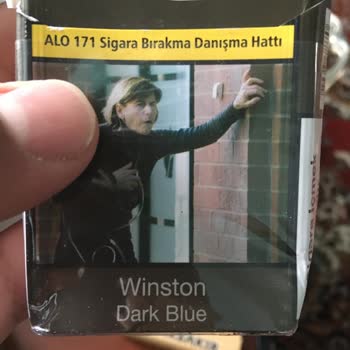 ALO 171 Sigara Bırakma Danışma Hattı
Winston
Dark Blue